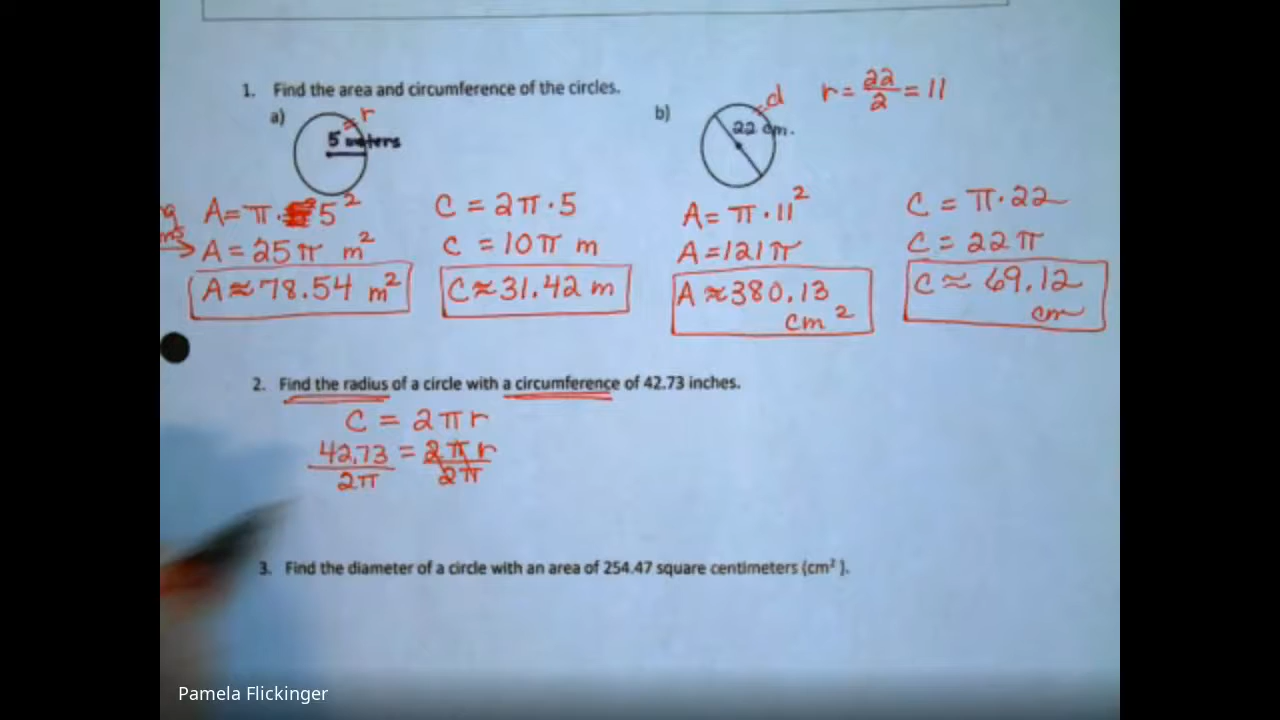 1. Find the area and circumference of the circles.
a)
r
5 meters
b)
d
22 cm.
r = 22/2 = 11
A = π · 5²
A = 25π m²
A ≈ 78.54 m²
C = 2π · 5
C = 10π m
C ≈ 31.42 m
A = π · 11²
A = 121π
A ≈ 380.13
cm²
C = π · 22
C = 22π
C ≈ 69.12
cm
2. Find the radius of a circle with a circumference of 42.73 inches.
C = 2πr
42.73/2π = 2πr/2π
3. Find the diameter of a circle with an area of 254.47 square centimeters (cm² ).
Pamela Flickinger